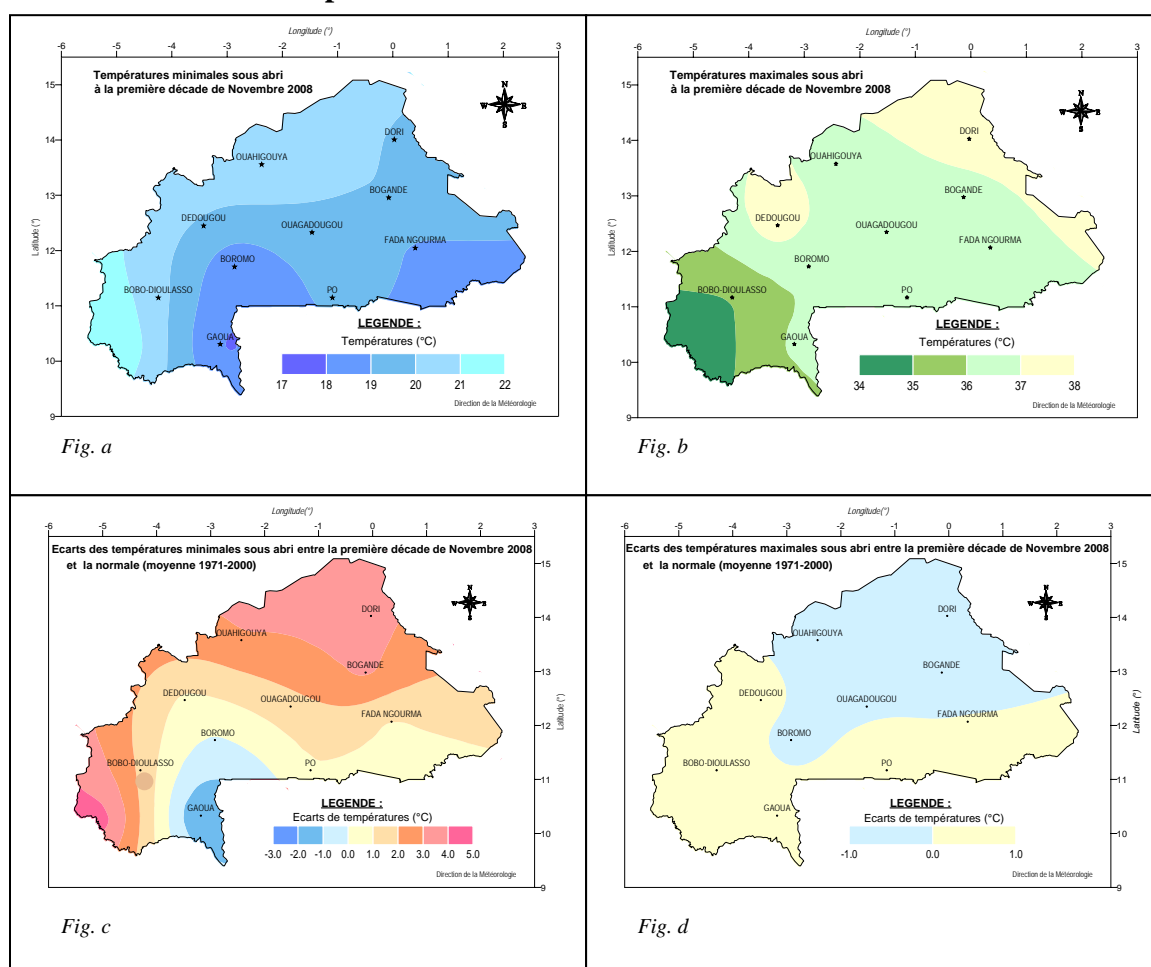 Longitude (°)
-6 -5 -4 -3 -2 -1 0 1 2 3
Températures minimales sous abri
à la première décade de Novembre 2008
N
W E
S
15
14
13
12
11
10
9
Latitude (°)
DORI
OUAHIGOUYA
BOGANDE
DEDOUGOU
OUAGADOUGOU
FADA NGOURMA
BOROMO
BOBO-DIOULASSO
PO
GAOUA
LEGENDE :
Températures (°C)
17 18 19 20 21 22
Direction de la Météorologie
Fig. a
Longitude (°)
-6 -5 -4 -3 -2 -1 0 1 2 3
Températures maximales sous abri
à la première décade de Novembre 2008
N
W E
S
15
14
13
12
11
10
9
Latitude (°)
DORI
OUAHIGOUYA
BOGANDE
DEDOUGOU
OUAGADOUGOU
FADA NGOURMA
BOROMO
BOBO-DIOULASSO
PO
GAOUA
LEGENDE :
Températures (°C)
34 35 36 37 38
Direction de la Météorologie
Fig. b
Longitude(°)
-6 -5 -4 -3 -2 -1 0 1 2 3
Ecarts des températures minimales sous abri entre la première décade de Novembre 2008
et la normale (moyenne 1971-2000)
N
W E
S
15
14
13
12
11
10
9
Latitude (°)
DORI
OUAHIGOUYA
BOGANDE
DEDOUGOU
OUAGADOUGOU
FADA NGOURMA
BOROMO
BOBO-DIOULASSO
PO
GAOUA
LEGENDE :
Ecarts de températures (°C)
-3.0 -2.0 -1.0 0.0 1.0 2.0 3.0 4.0 5.0
Direction de la Météorologie
Fig. c
Longitude(°)
-6 -5 -4 -3 -2 -1 0 1 2 3
Ecarts des températures maximales sous abri entre la première décade de Novembre 2008
et la normale (moyenne 1971-2000)
N
W E
S
15
14
13
12
11
10
9
Latitude (°)
DORI
OUAHIGOUYA
BOGANDE
DEDOUGOU
OUAGADOUGOU
FADA NGOURMA
BOROMO
BOBO-DIOULASSO
PO
GAOUA
LEGENDE :
Ecarts de températures (°C)
-1.0 0.0 1.0
Direction de la Météorologie
Fig. d